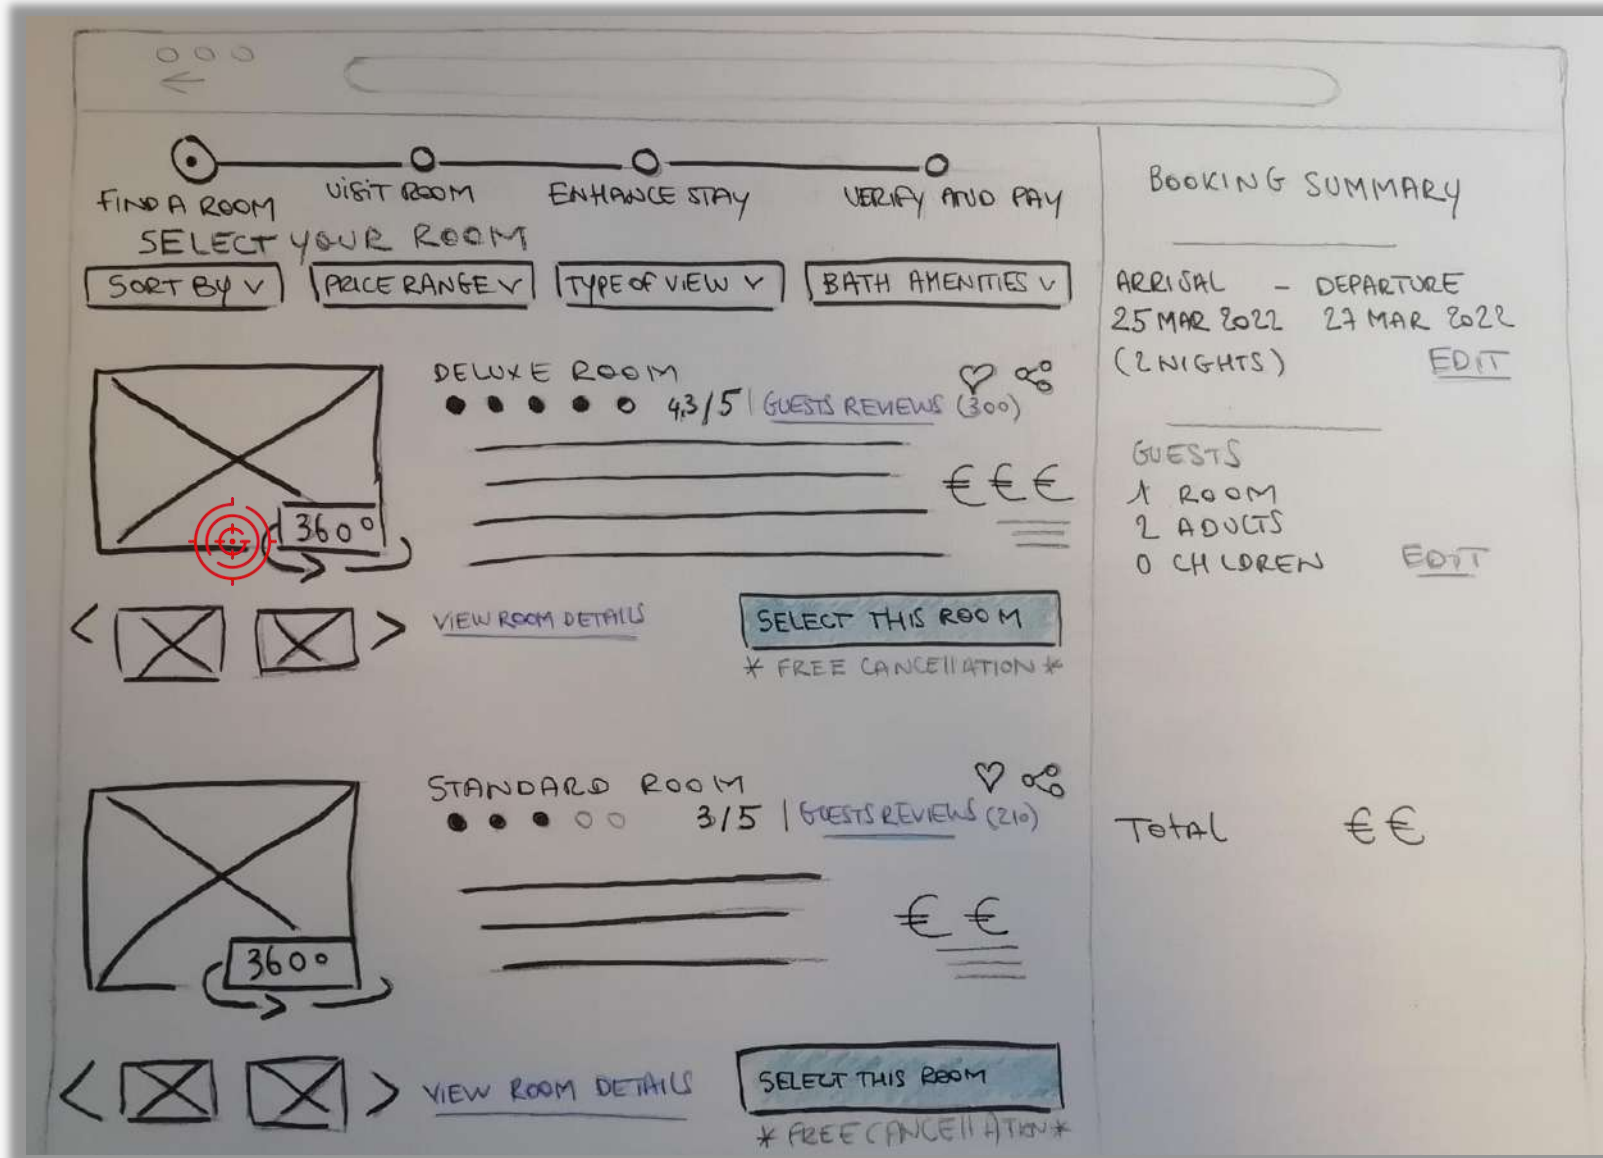 FIND A ROOM
VISIT ROOM
ENHANCE STAY
VERIFY AND PAY
SELECT YOUR ROOM
SORT BY V
PRICE RANGE V
TYPE OF VIEW V
BATH AMENITIES V
DELUXE ROOM
4,3/5 | GUESTS REVIEWS (300)
€€€
360°
VIEW ROOM DETAILS
SELECT THIS ROOM
* FREE CANCELLATION *
STANDARD ROOM
3/5 | GUESTS REVIEWS (210)
€€
360°
VIEW ROOM DETAILS
SELECT THIS ROOM
* FREE CANCELLATION *
BOOKING SUMMARY
ARRISAL - DEPARTURE
25 MAR 2022 27 MAR 2022
(2 NIGHTS) EDIT
GUESTS
1 ROOM
2 ADULTS
0 CHLDREN EDIT
TOTAL €€